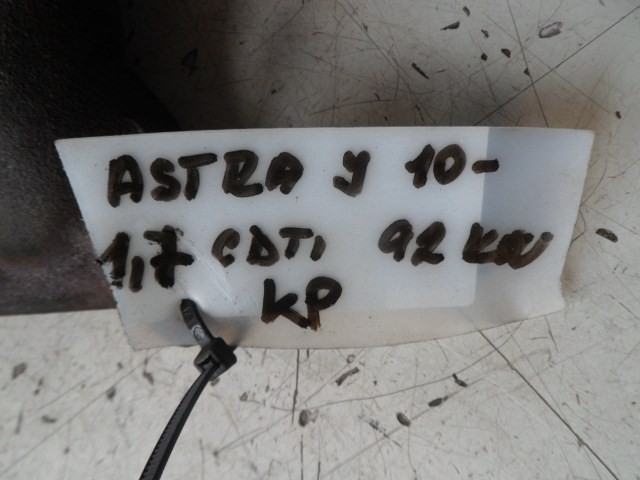 ASTRA J 10-
1,7 CDTI 92 KW
KP